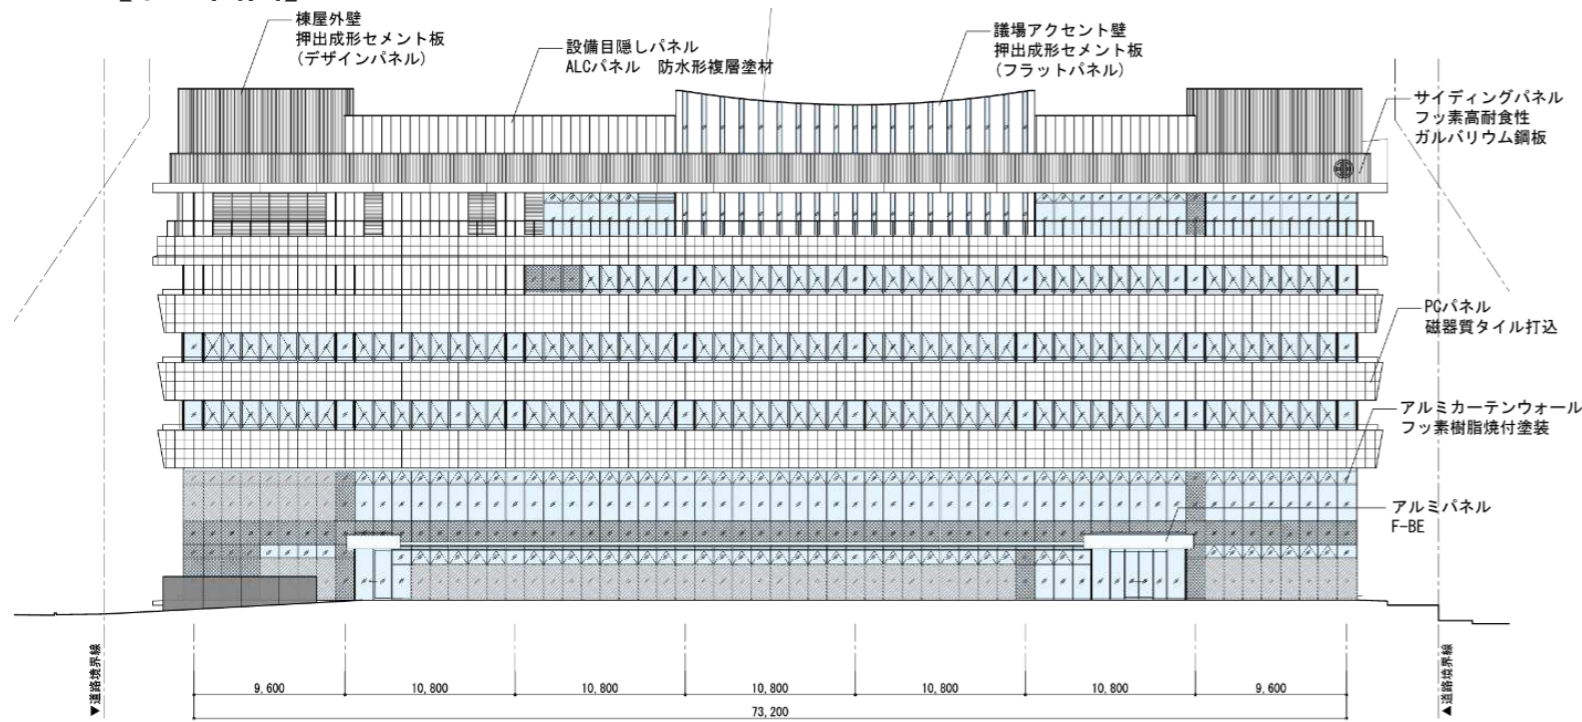 棟屋外壁
押出成形セメント板
(デザインパネル)
設備目隠しパネル
ALCパネル 防水形複層塗材
議場アクセント壁
押出成形セメント板
(フラットパネル)
サイディングパネル
フッ素高耐食性
ガルバリウム鋼板
PCパネル
磁器質タイル打込
アルミカーテンウォール
フッ素樹脂焼付塗装
アルミパネル
F-BE
▼道路境界線
▲道路境界線
9,600
10,800
10,800
10,800
10,800
10,800
9,600
73,200